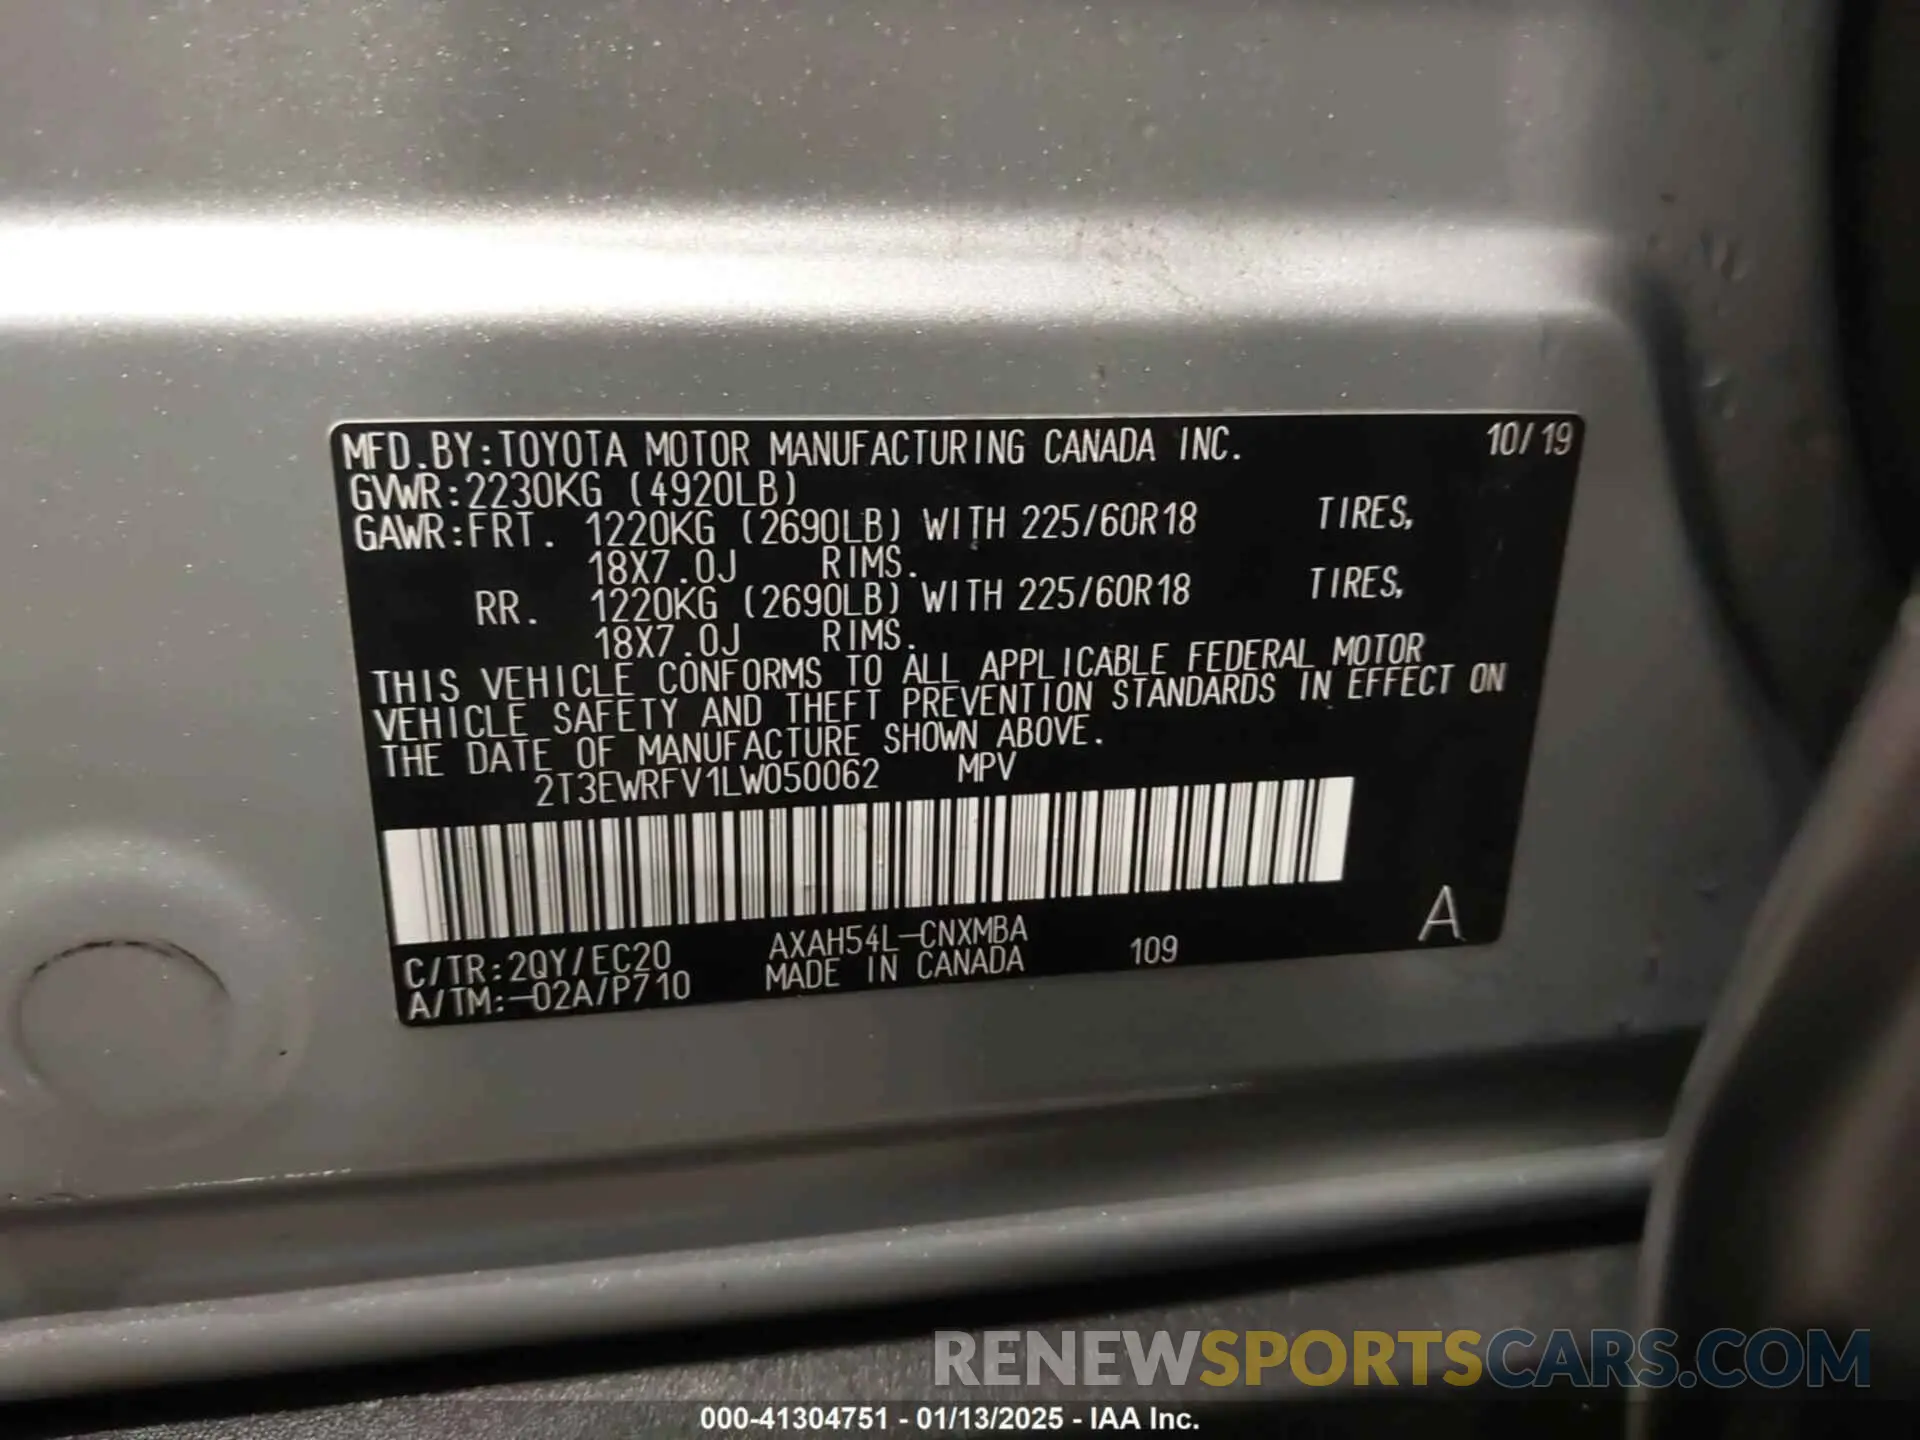 MFD.BY:TOYOTA MOTOR MANUFACTURING CANADA INC. 10/19
GVWR:2230KG (4920LB)
GAWR:FRT. 1220KG (2690LB) WITH 225/60R18 TIRES,
18X7.0J RIMS.
RR. 1220KG (2690LB) WITH 225/60R18 TIRES,
18X7.0J RIMS.
THIS VEHICLE CONFORMS TO ALL APPLICABLE FEDERAL MOTOR
VEHICLE SAFETY AND THEFT PREVENTION STANDARDS IN EFFECT ON
THE DATE OF MANUFACTURE SHOWN ABOVE.
2T3EWRFV1LW050062 MPV
C/TR:2QY/EC20 AXAH54L-CNXMBA 109 A
A/TM:-02A/P710 MADE IN CANADA
RENEWSPORTSCARS.COM
000-41304751 - 01/13/2025 - IAA Inc.